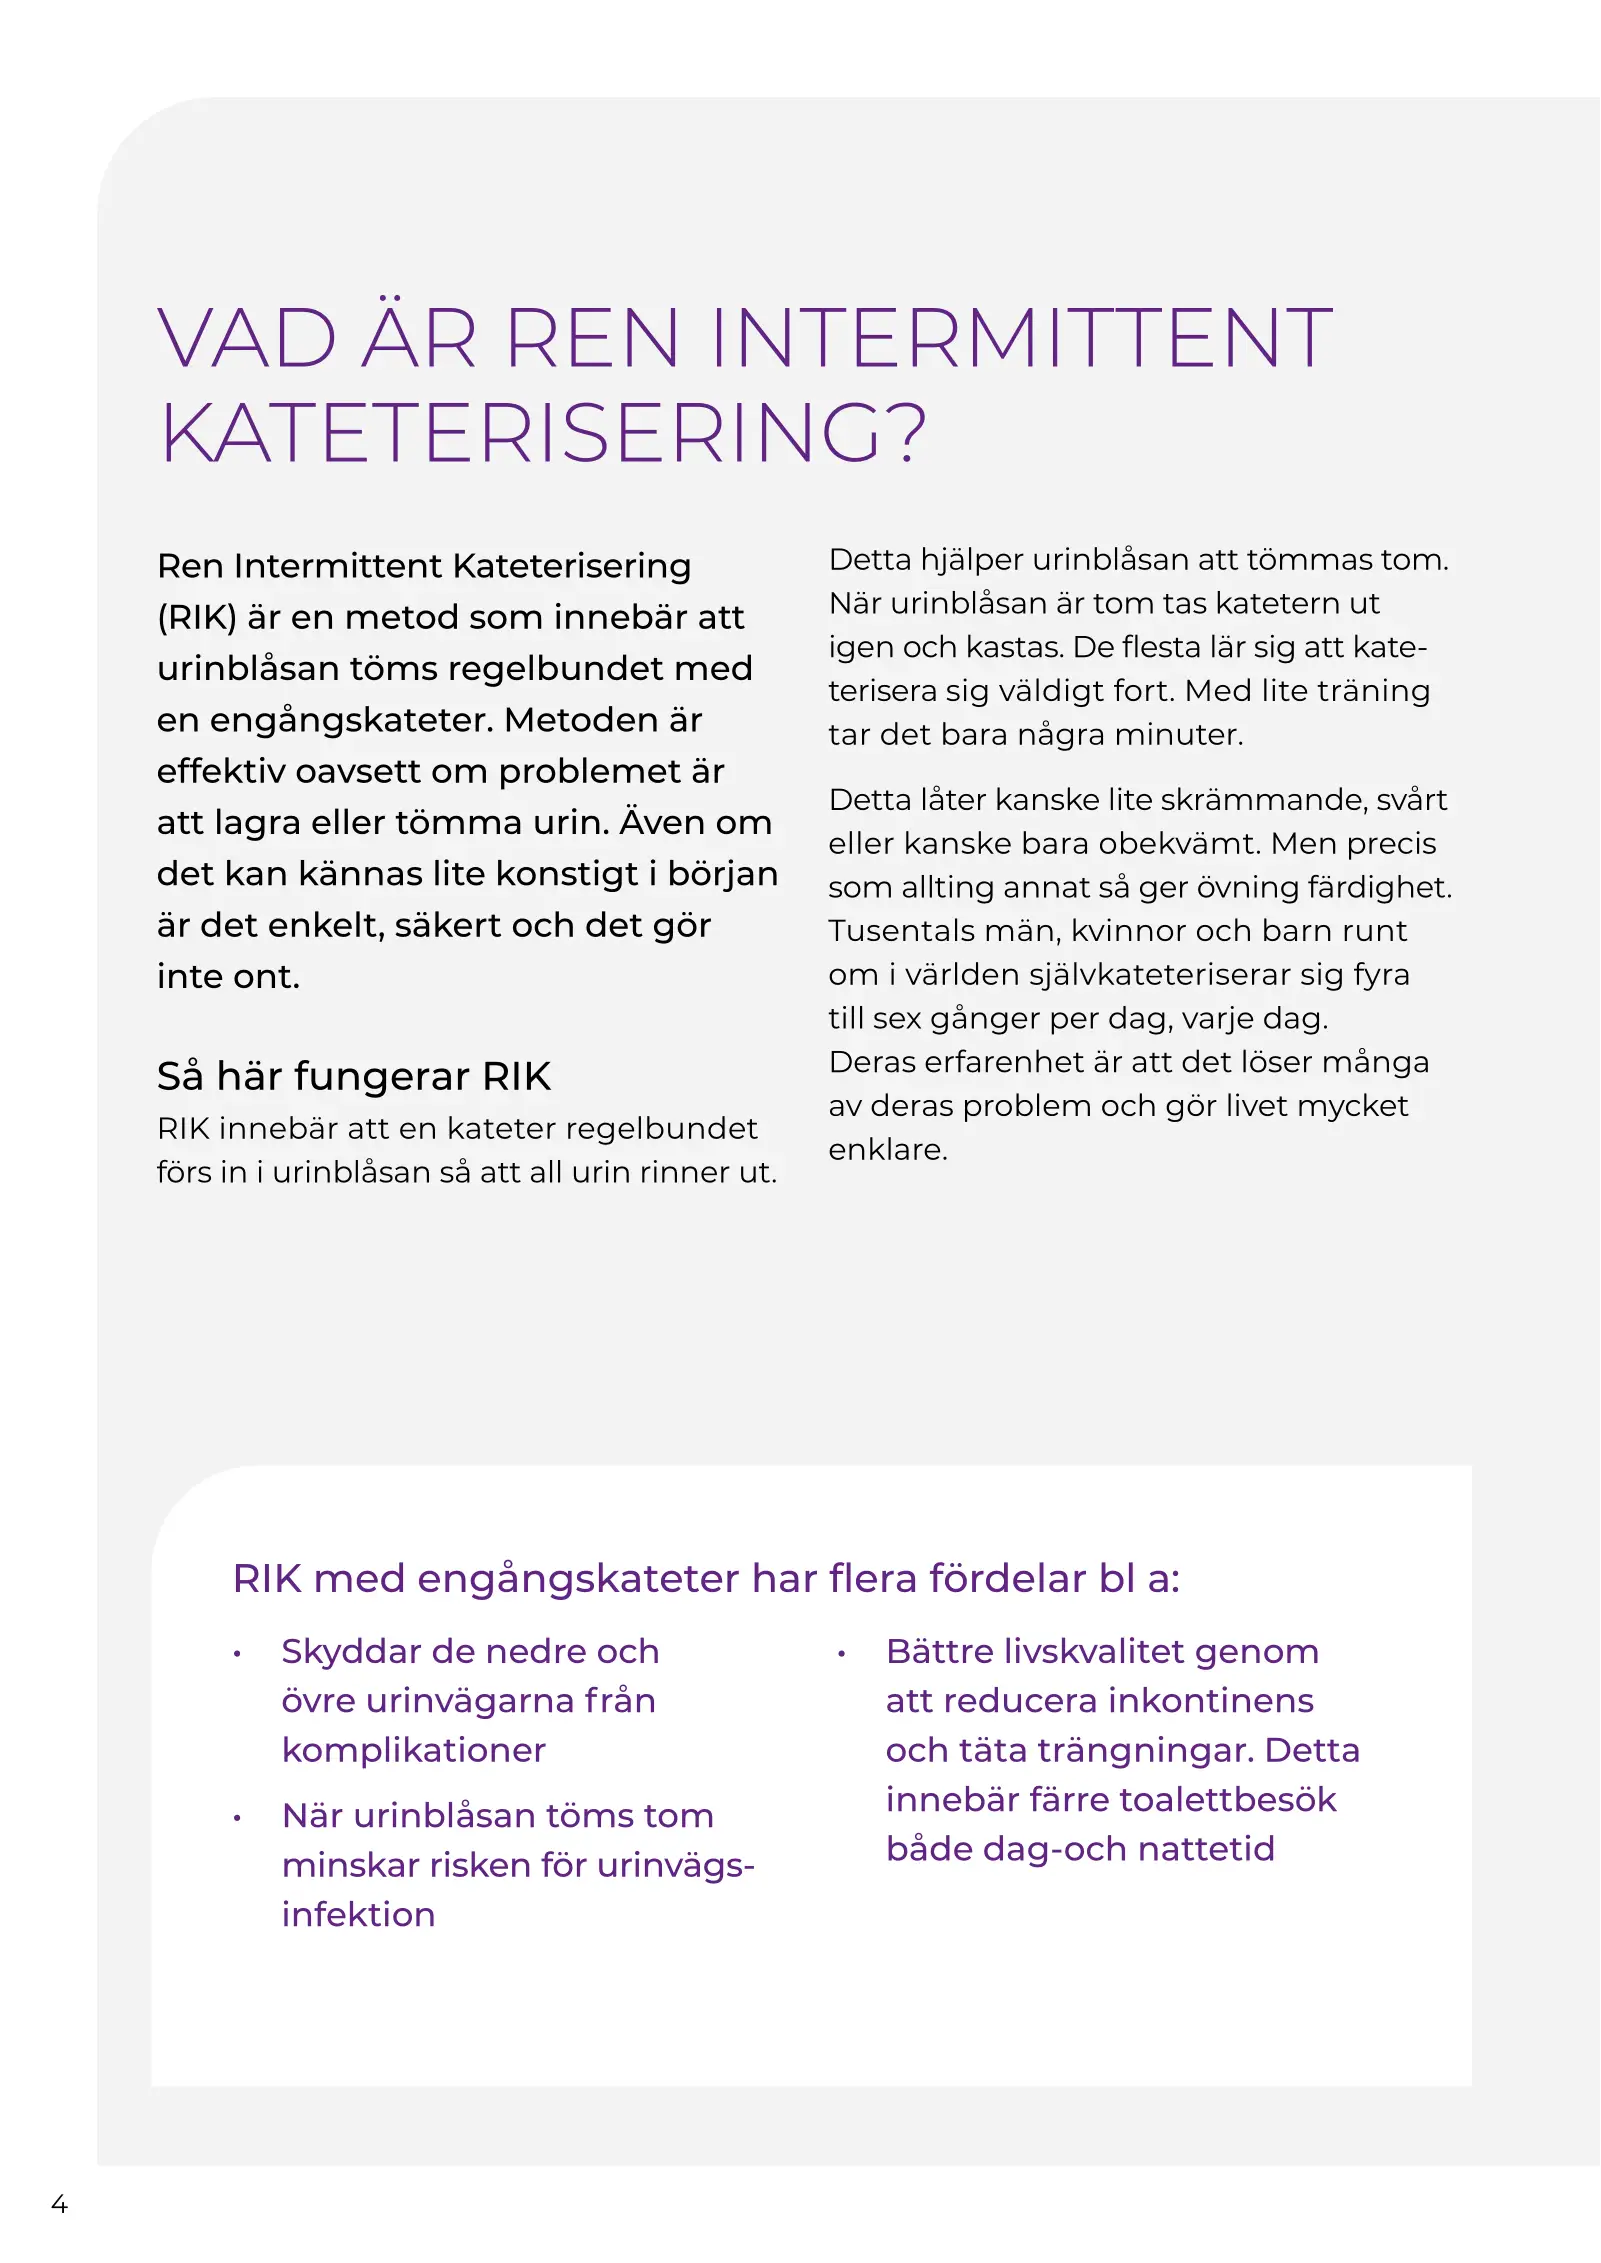 VAD ÄR REN INTERMITTENT
KATETERISERING?
Ren Intermittent Kateterisering
(RIK) är en metod som innebär att
urinblåsan töms regelbundet med
en engångskateter. Metoden är
effektiv oavsett om problemet är
att lagra eller tömma urin. Även om
det kan kännas lite konstigt i början
är det enkelt, säkert och det gör
inte ont.
Så här fungerar RIK
RIK innebär att en kateter regelbundet
förs in i urinblåsan så att all urin rinner ut.
Detta hjälper urinblåsan att tömmas tom.
När urinblåsan är tom tas katetern ut
igen och kastas. De flesta lär sig att kate-
terisera sig väldigt fort. Med lite träning
tar det bara några minuter.
Detta låter kanske lite skrämmande, svårt
eller kanske bara obekvämt. Men precis
som allting annat så ger övning färdighet.
Tusentals män, kvinnor och barn runt
om i världen självkateteriserar sig fyra
till sex gånger per dag, varje dag.
Deras erfarenhet är att det löser många
av deras problem och gör livet mycket
enklare.
RIK med engångskateter har flera fördelar bl a:
• Skyddar de nedre och
övre urinvägarna från
komplikationer
• När urinblåsan töms tom
minskar risken för urinvägs-
infektion
• Bättre livskvalitet genom
att reducera inkontinens
och täta trängningar. Detta
innebär färre toalettbesök
både dag-och nattetid
4